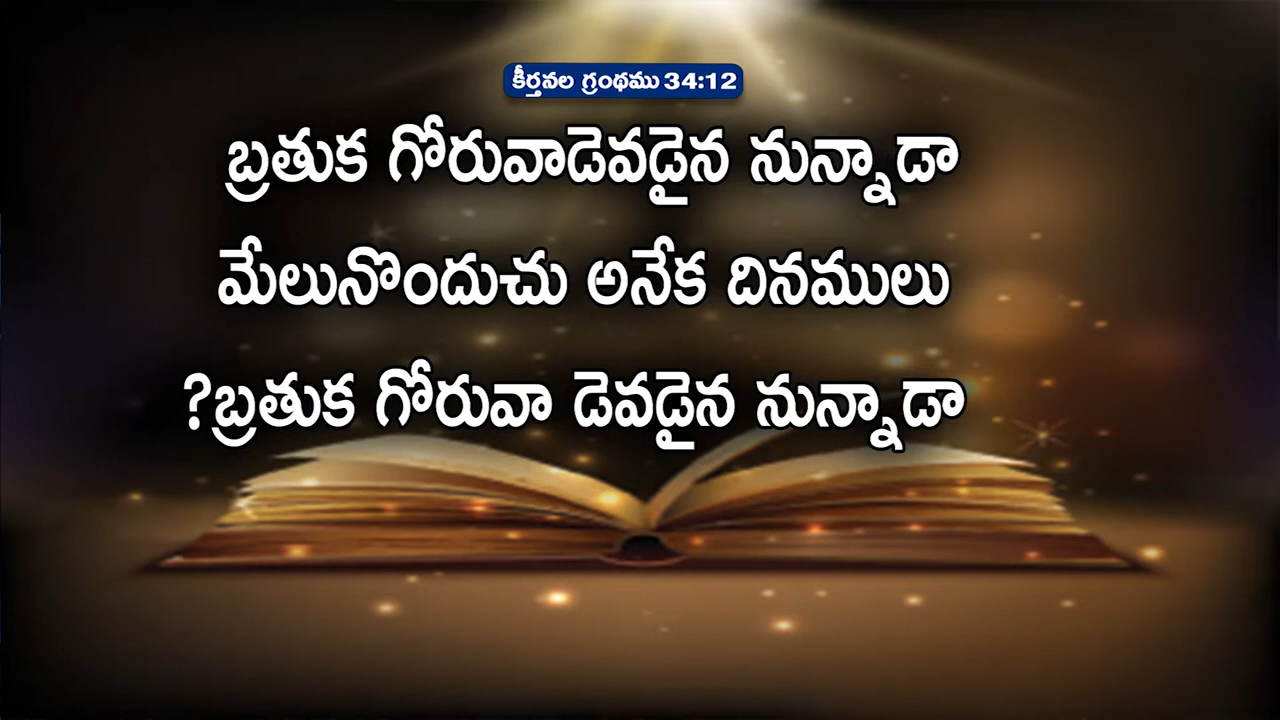 కీర్తనల గ్రంథము 34:12
బ్రతుక గోరువాడెవడైన నున్నాడా
మేలునొందుచు అనేక దినములు
?బ్రతుక గోరువా డెవడైన నున్నాడా